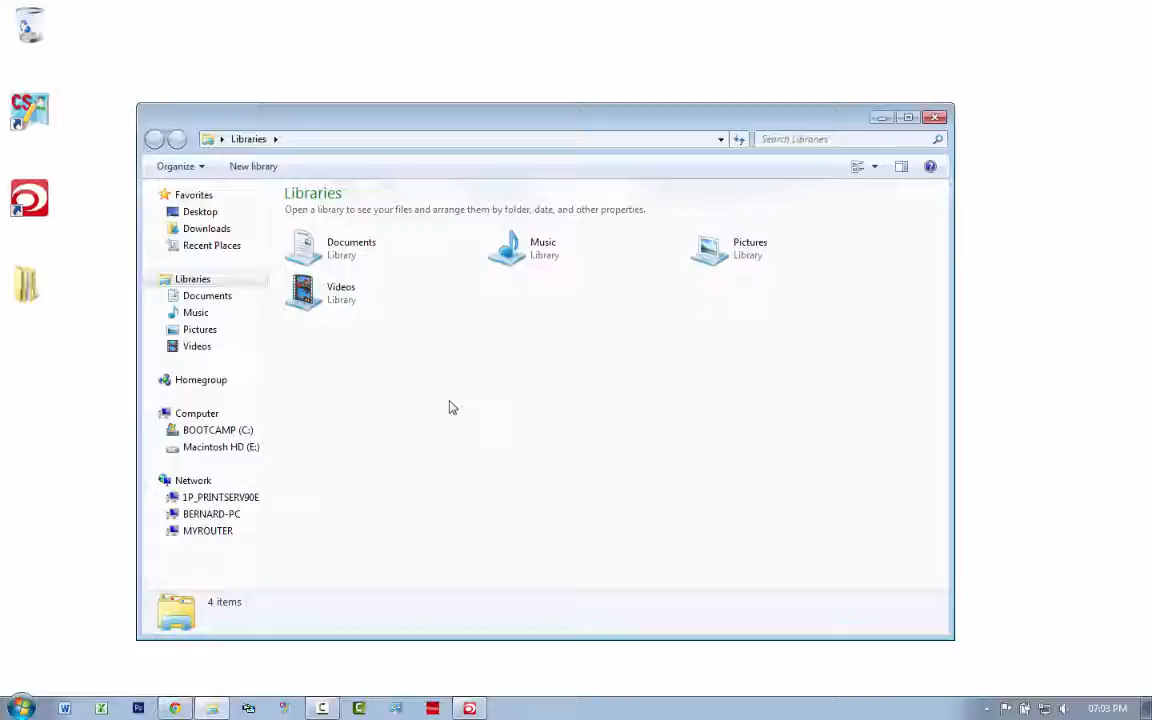 CS
Libraries
Search Libraries
Organize
New library
Favorites
Desktop
Downloads
Recent Places
Libraries
Documents
Music
Pictures
Videos
Homegroup
Computer
BOOTCAMP (C:)
Macintosh HD (E:)
Network
1P_PRINTSERV90E
BERNARD-PC
MYROUTER
Libraries
Open a library to see your files and arrange them by folder, date, and other properties.
Documents
Library
Music
Library
Pictures
Library
Videos
Library
4 items
07:03 PM